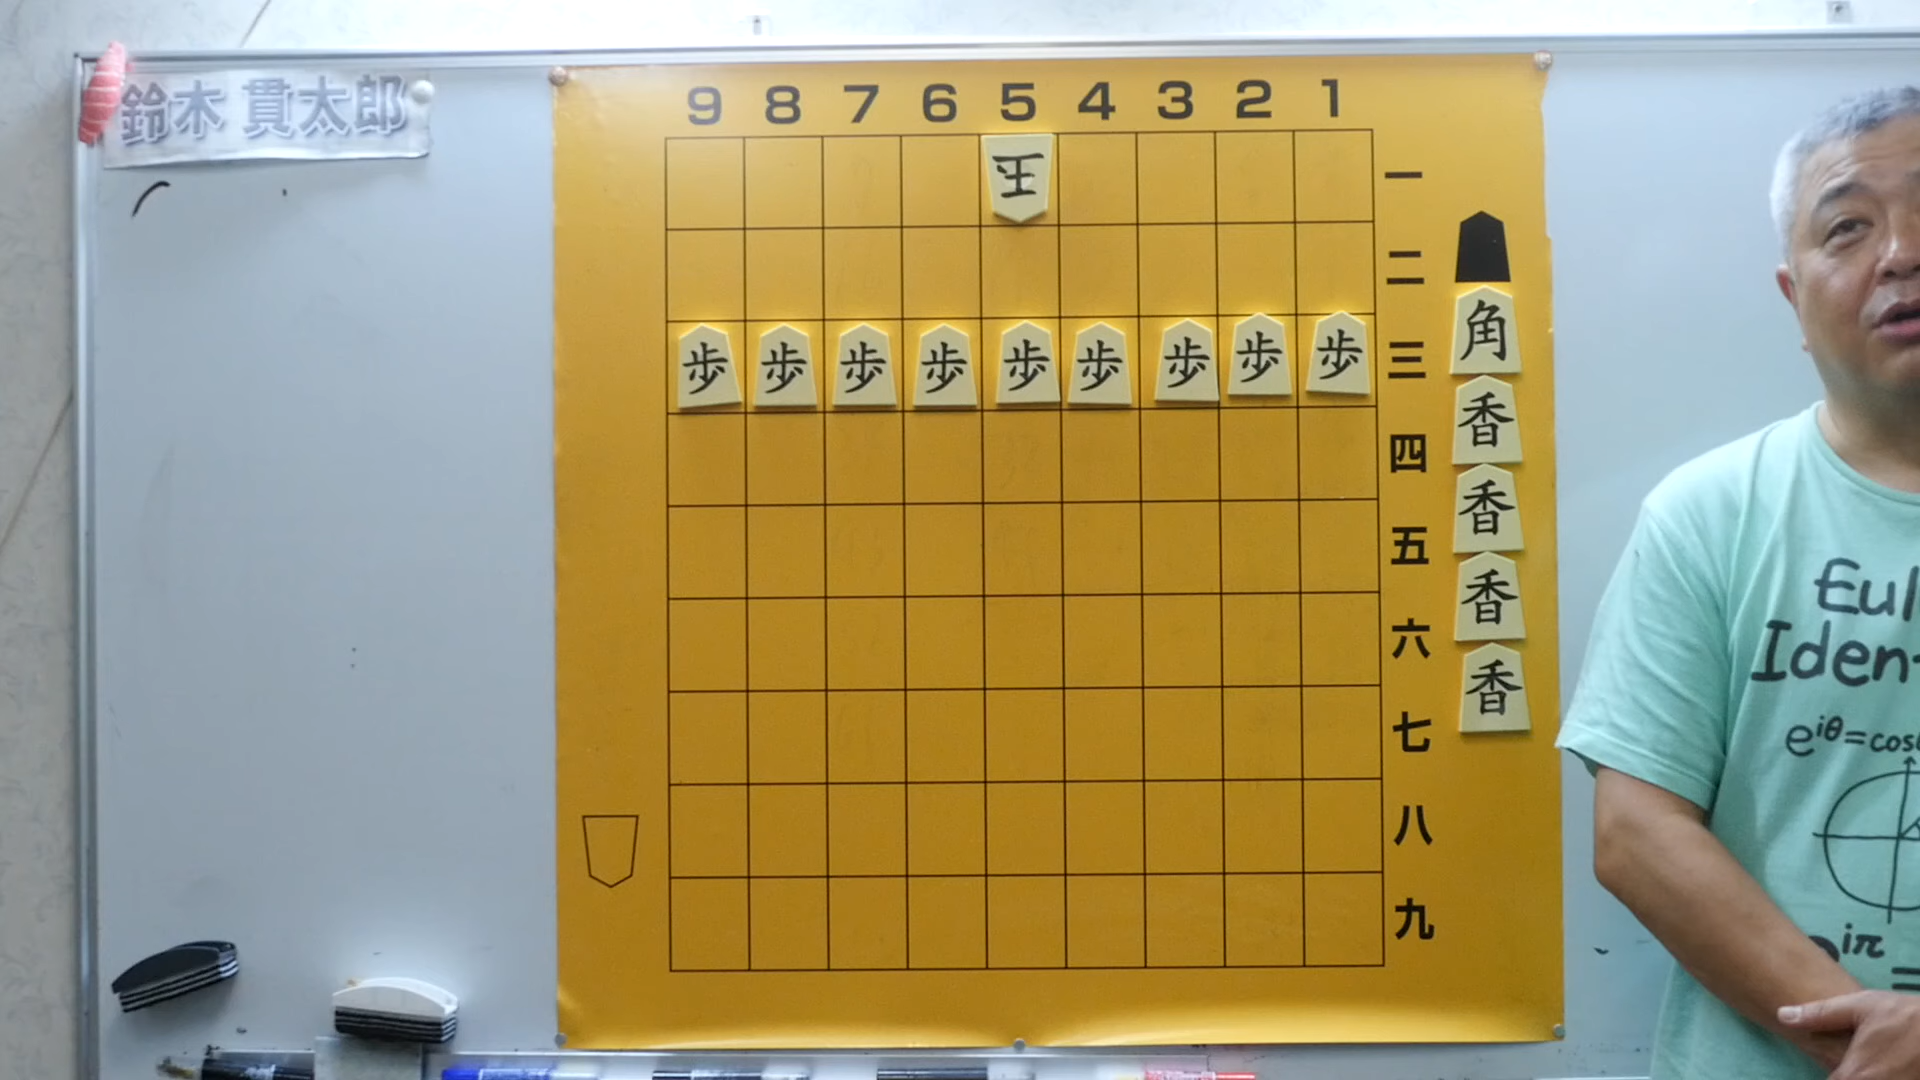 鈴木 貫太郎
9 8 7 6 5 4 3 2 1
王
一
二
歩 歩 歩 歩 歩 歩 歩 歩 歩
三
四
五
六
七
八
九
角
香
香
香
香
Eul
Iden
e^iθ=cos
iπ
=